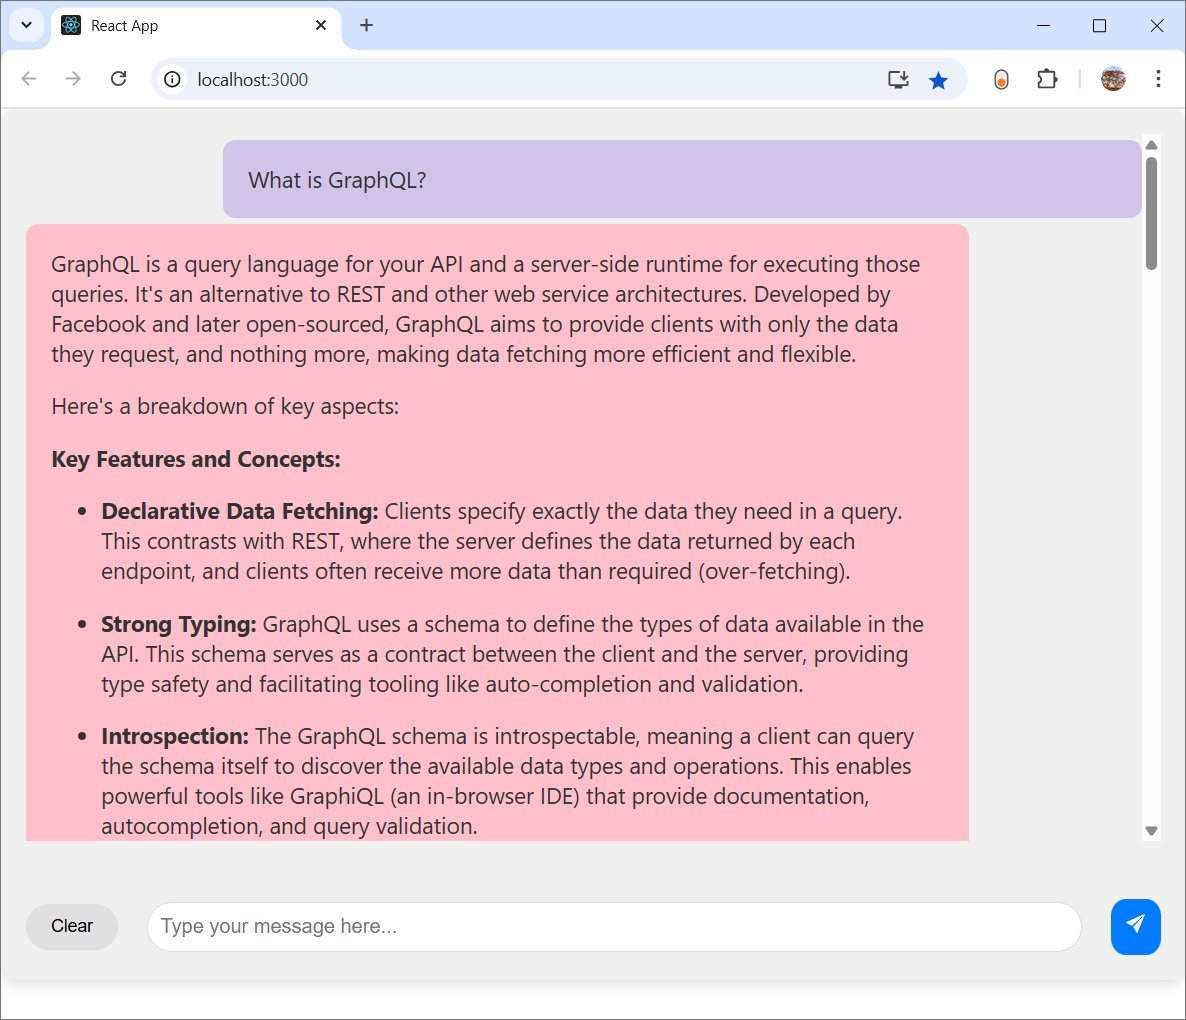 React App
localhost:3000
What is GraphQL?
GraphQL is a query language for your API and a server-side runtime for executing those
queries. It's an alternative to REST and other web service architectures. Developed by
Facebook and later open-sourced, GraphQL aims to provide clients with only the data
they request, and nothing more, making data fetching more efficient and flexible.
Here's a breakdown of key aspects:
Key Features and Concepts:
• Declarative Data Fetching: Clients specify exactly the data they need in a query.
This contrasts with REST, where the server defines the data returned by each
endpoint, and clients often receive more data than required (over-fetching).
• Strong Typing: GraphQL uses a schema to define the types of data available in the
API. This schema serves as a contract between the client and the server, providing
type safety and facilitating tooling like auto-completion and validation.
• Introspection: The GraphQL schema is introspectable, meaning a client can query
the schema itself to discover the available data types and operations. This enables
powerful tools like GraphiQL (an in-browser IDE) that provide documentation,
autocompletion, and query validation.
Clear
Type your message here...